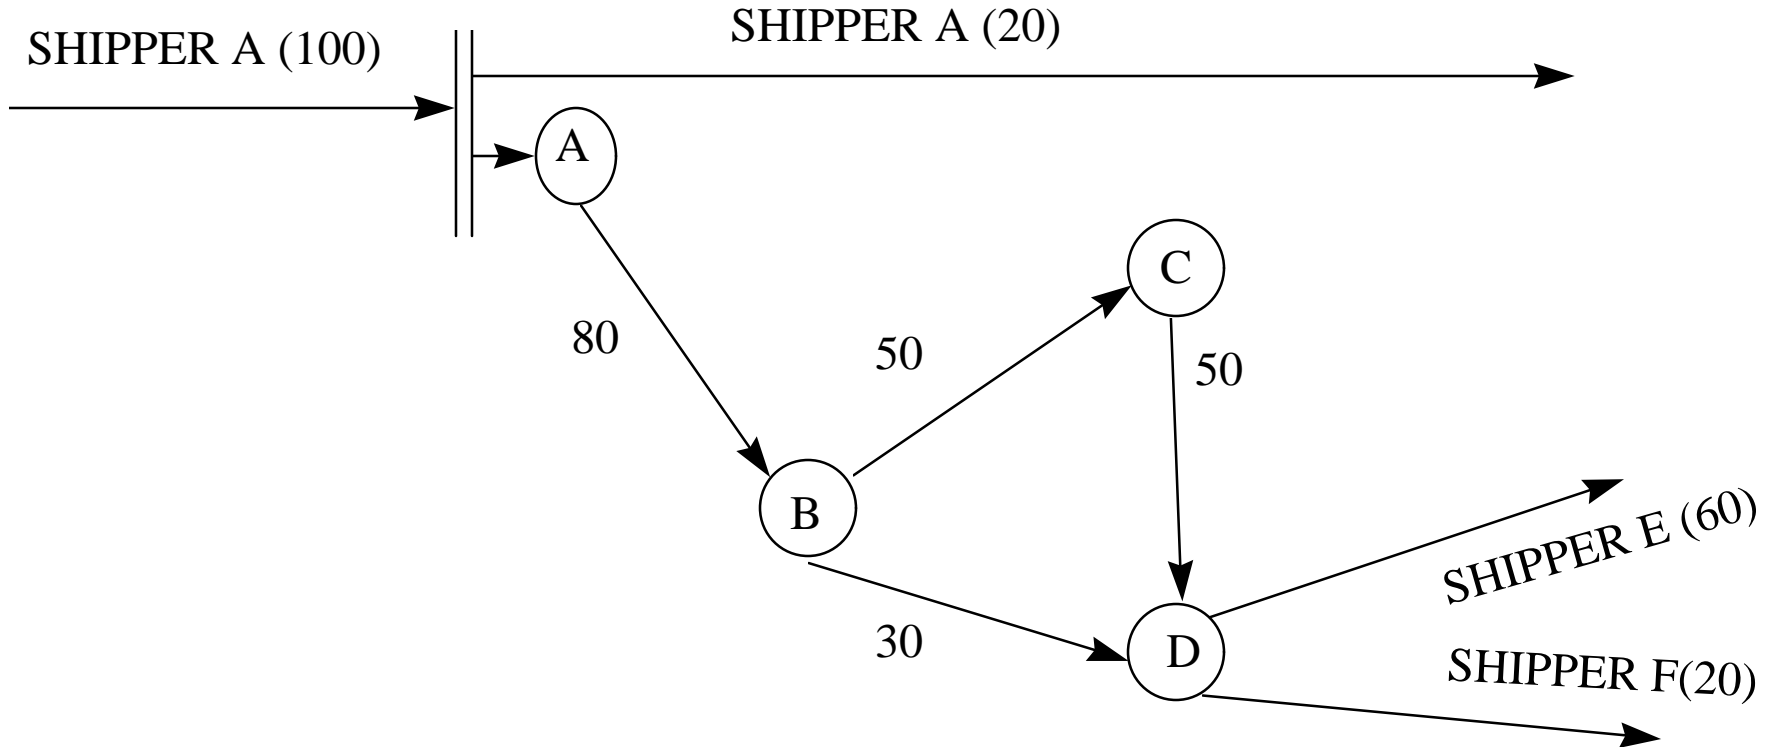 SHIPPER A (20)
SHIPPER A (100)
A
C
80
50
50
B
SHIPPER E (60)
30
D
SHIPPER F(20)